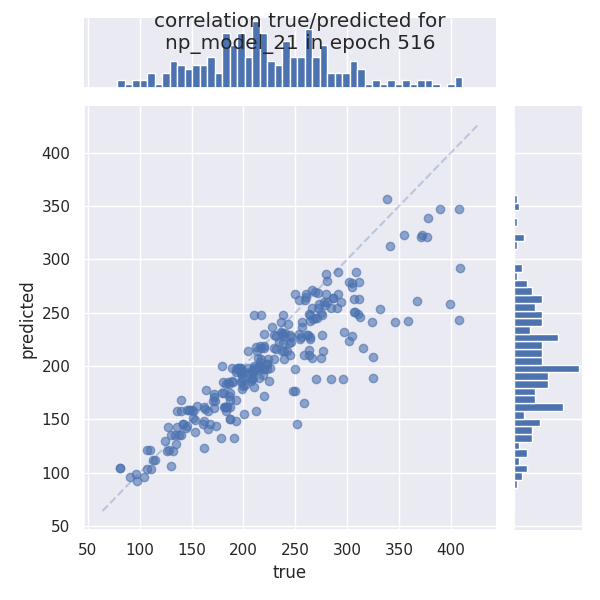 correlation true/predicted for
np_model_21 in epoch 516
400
350
300
250
200
150
100
50
predicted
50 100 150 200 250 300 350 400
true